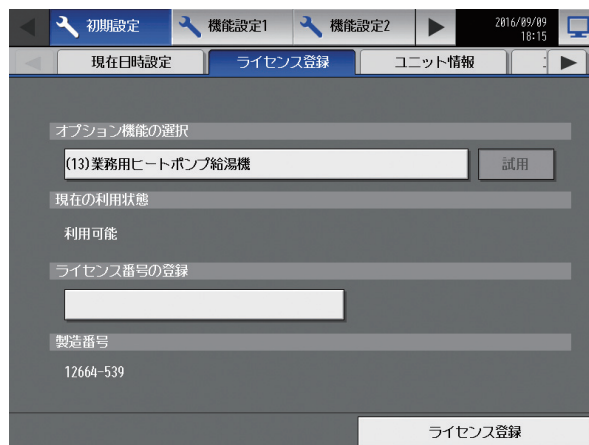 初期設定
機能設定1
機能設定2
2016/09/09
18:15
現在日時設定
ライセンス登録
ユニット情報
オプション機能の選択
(13)業務用ヒートポンプ給湯機
試用
現在の利用状態
利用可能
ライセンス番号の登録
製造番号
12664-539
ライセンス登録